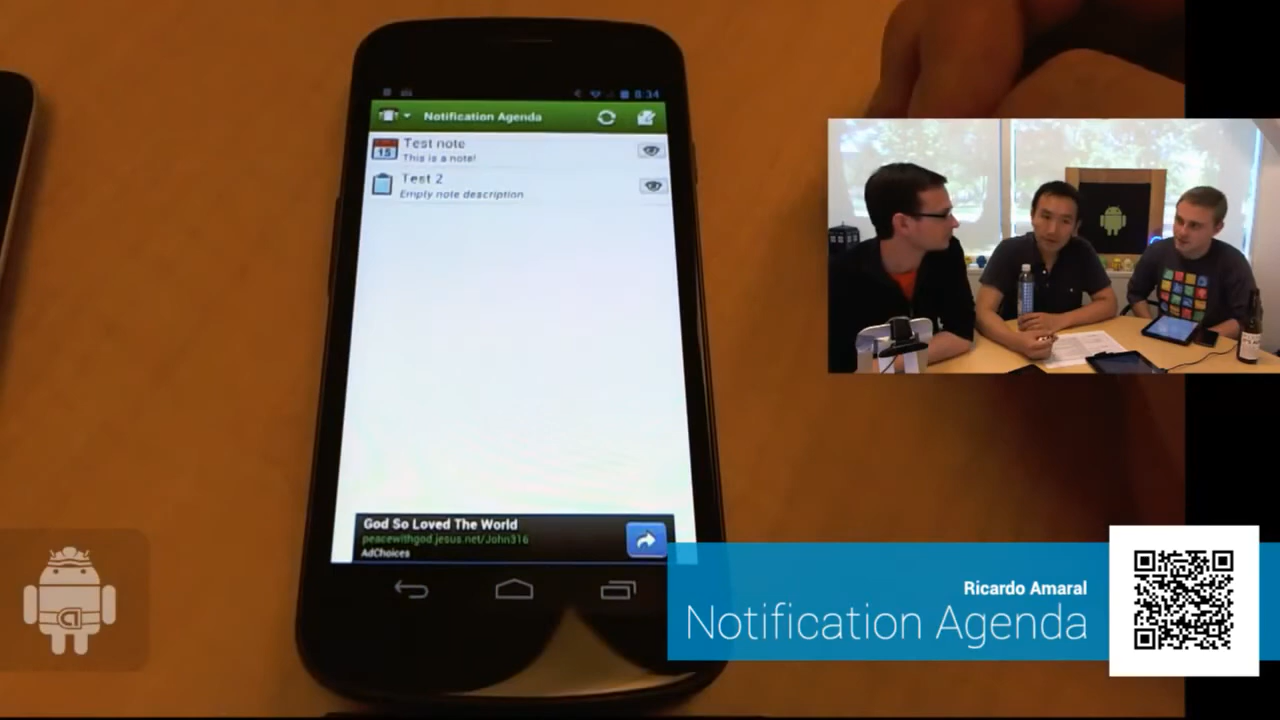 8:34
Notification Agenda
15
Test note
This is a note!
Test 2
Empty note description
God So Loved The World
peacewithgod.jesus.net/John316
AdChoices
Ricardo Amaral
Notification Agenda